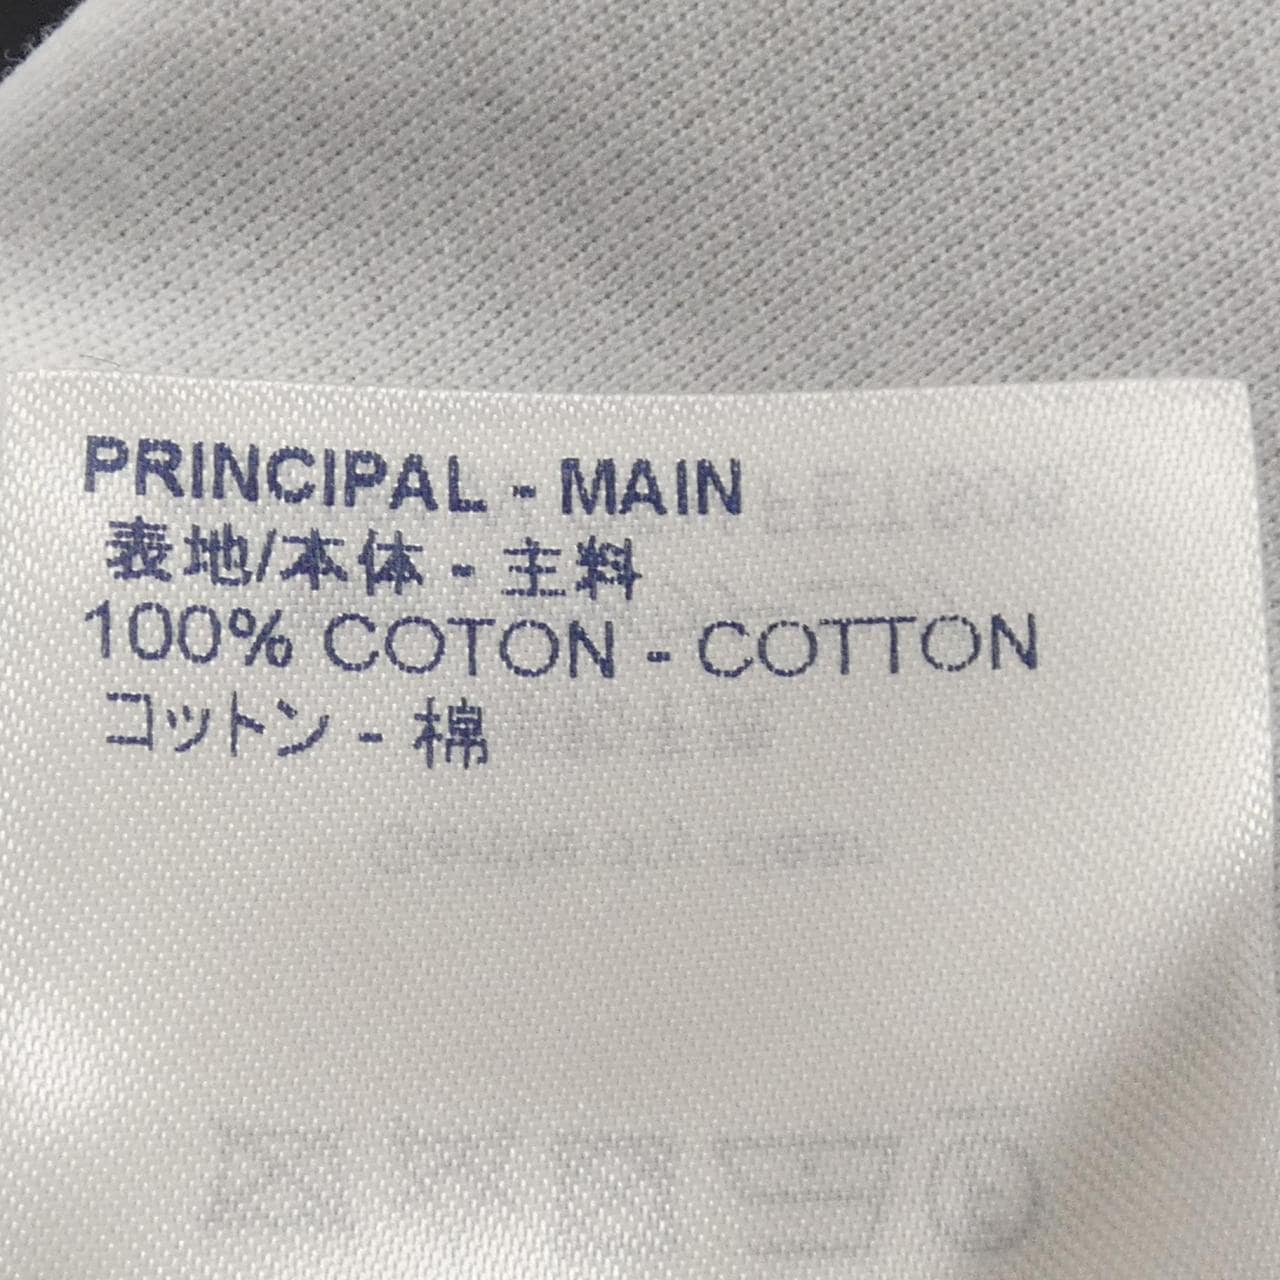 PRINCIPAL - MAIN
表地/本体 - 主料
100% COTON - COTTON
コットン - 棉